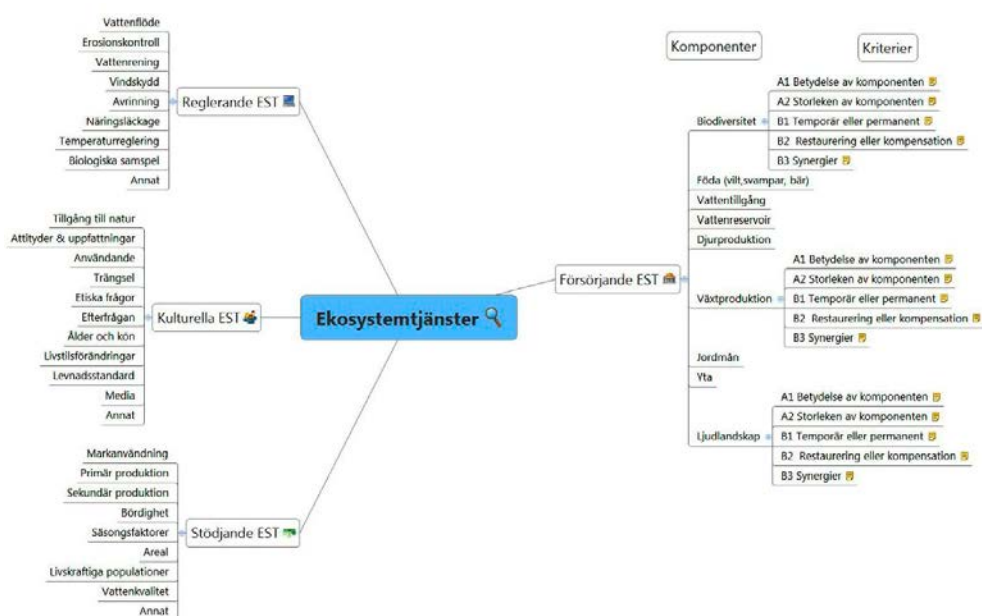 Vattenflöde
Erosionskontroll
Vattenrening
Vindskydd
Avrinning
Näringsläckage
Temperaturreglering
Biologiska samspel
Annat
Reglerande EST
Tillgång till natur
Attityder & uppfattningar
Användande
Trängsel
Etiska frågor
Efterfrågan
Ålder och kön
Livstilsförändringar
Levnadsstandard
Media
Annat
Kulturella EST
Markanvändning
Primär produktion
Sekundär produktion
Bördighet
Säsongsfaktorer
Areal
Livskraftiga populationer
Vattenkvalitet
Annat
Stödjande EST
Ekosystemtjänster
Försörjande EST
Komponenter
Kriterier
Biodiversitet
A1 Betydelse av komponenten
A2 Storleken av komponenten
B1 Temporär eller permanent
B2 Restaurering eller kompensation
B3 Synergier
Föda (vilt,svampar, bär)
Vattentillgång
Vattenreservoir
Djurproduktion
Växtproduktion
A1 Betydelse av komponenten
A2 Storleken av komponenten
B1 Temporär eller permanent
B2 Restaurering eller kompensation
B3 Synergier
Jordmån
Yta
Ljudlandskap
A1 Betydelse av komponenten
A2 Storleken av komponenten
B1 Temporär eller permanent
B2 Restaurering eller kompensation
B3 Synergier